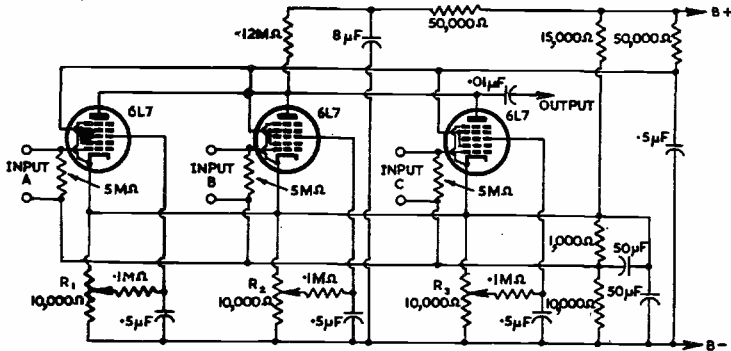 ·12MΩ
8μF
50,000Ω
15,000Ω
50,000Ω
B+
·01μF
OUTPUT
6L7
6L7
6L7
·5μF
INPUT
A
INPUT
B
INPUT
C
·5MΩ
·5MΩ
·5MΩ
1,000Ω
50μF
R1
10,000Ω
·1MΩ
·5μF
R2
10,000Ω
·1MΩ
·5μF
R3
10,000Ω
·1MΩ
·5μF
10,000Ω
50μF
B-